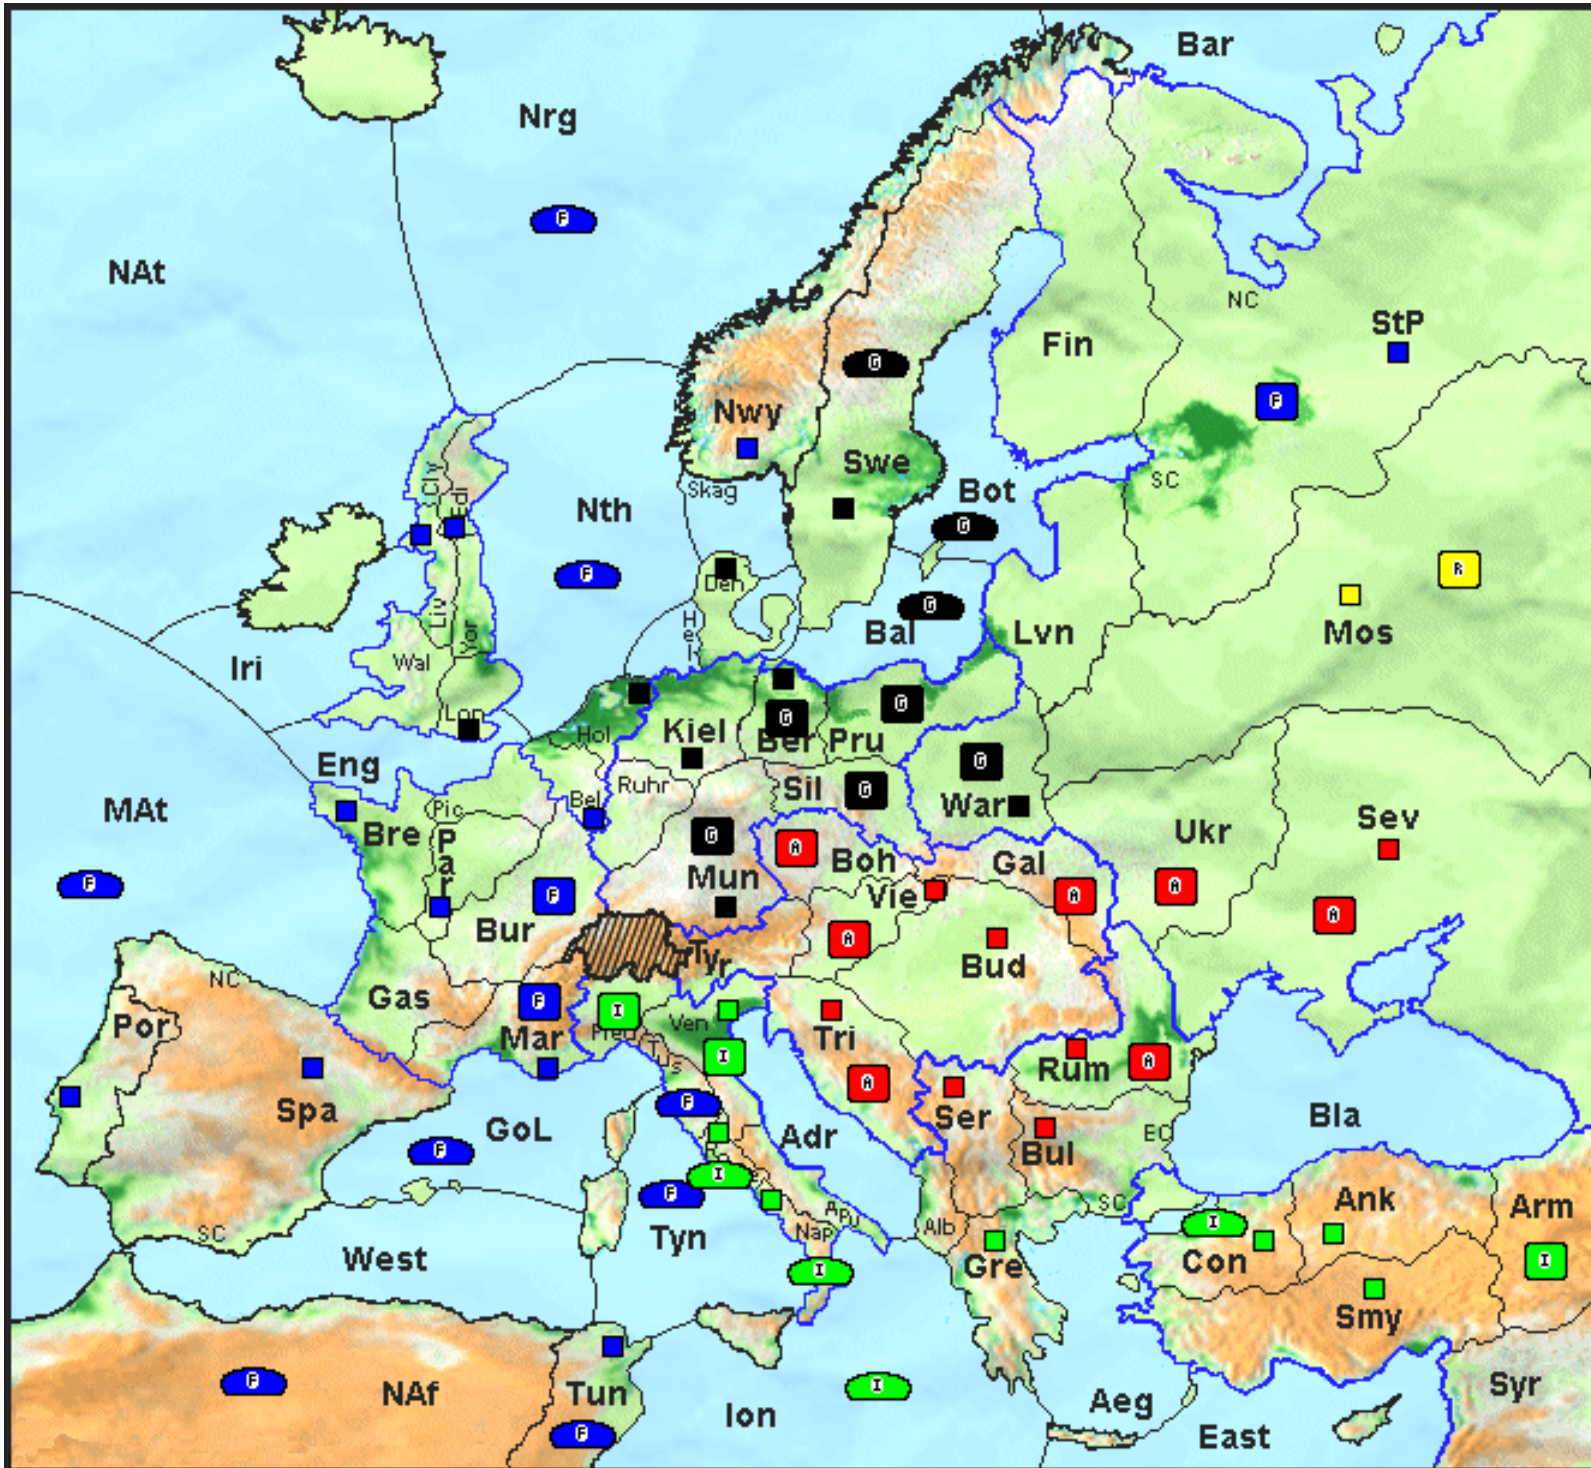 Bar
Nrg
F
NAt
NC
StP
Fin
G
F
Nwy
Swe
Cly
Edi
Skag
SC
Bot
Nth
G
F
R
Den
G
Bal
Lvn
Mos
Hel
Liv
Yor
Iri
Wal
Lon
G
G
Hol
Kiel
Ber
Pru
Eng
G
Ruhr
Sil
G
War
MAt
Pic
Bel
Bre
Par
G
A
Boh
Ukr
Sev
Gal
Mun
Vie
F
F
A
A
A
Bur
A
Bud
Tyr
NC
Gas
F
I
Por
Mar
Pied
Ven
Tri
Tus
I
Rum
A
A
Spa
F
Ser
Bla
GoL
Adr
EC
F
Bul
I
F
Ank
SC
Arm
Apu
I
SC
Tyn
Nap
Alb
West
Con
I
Gre
I
Smy
F
NAf
Tun
I
Syr
Ion
Aeg
F
East